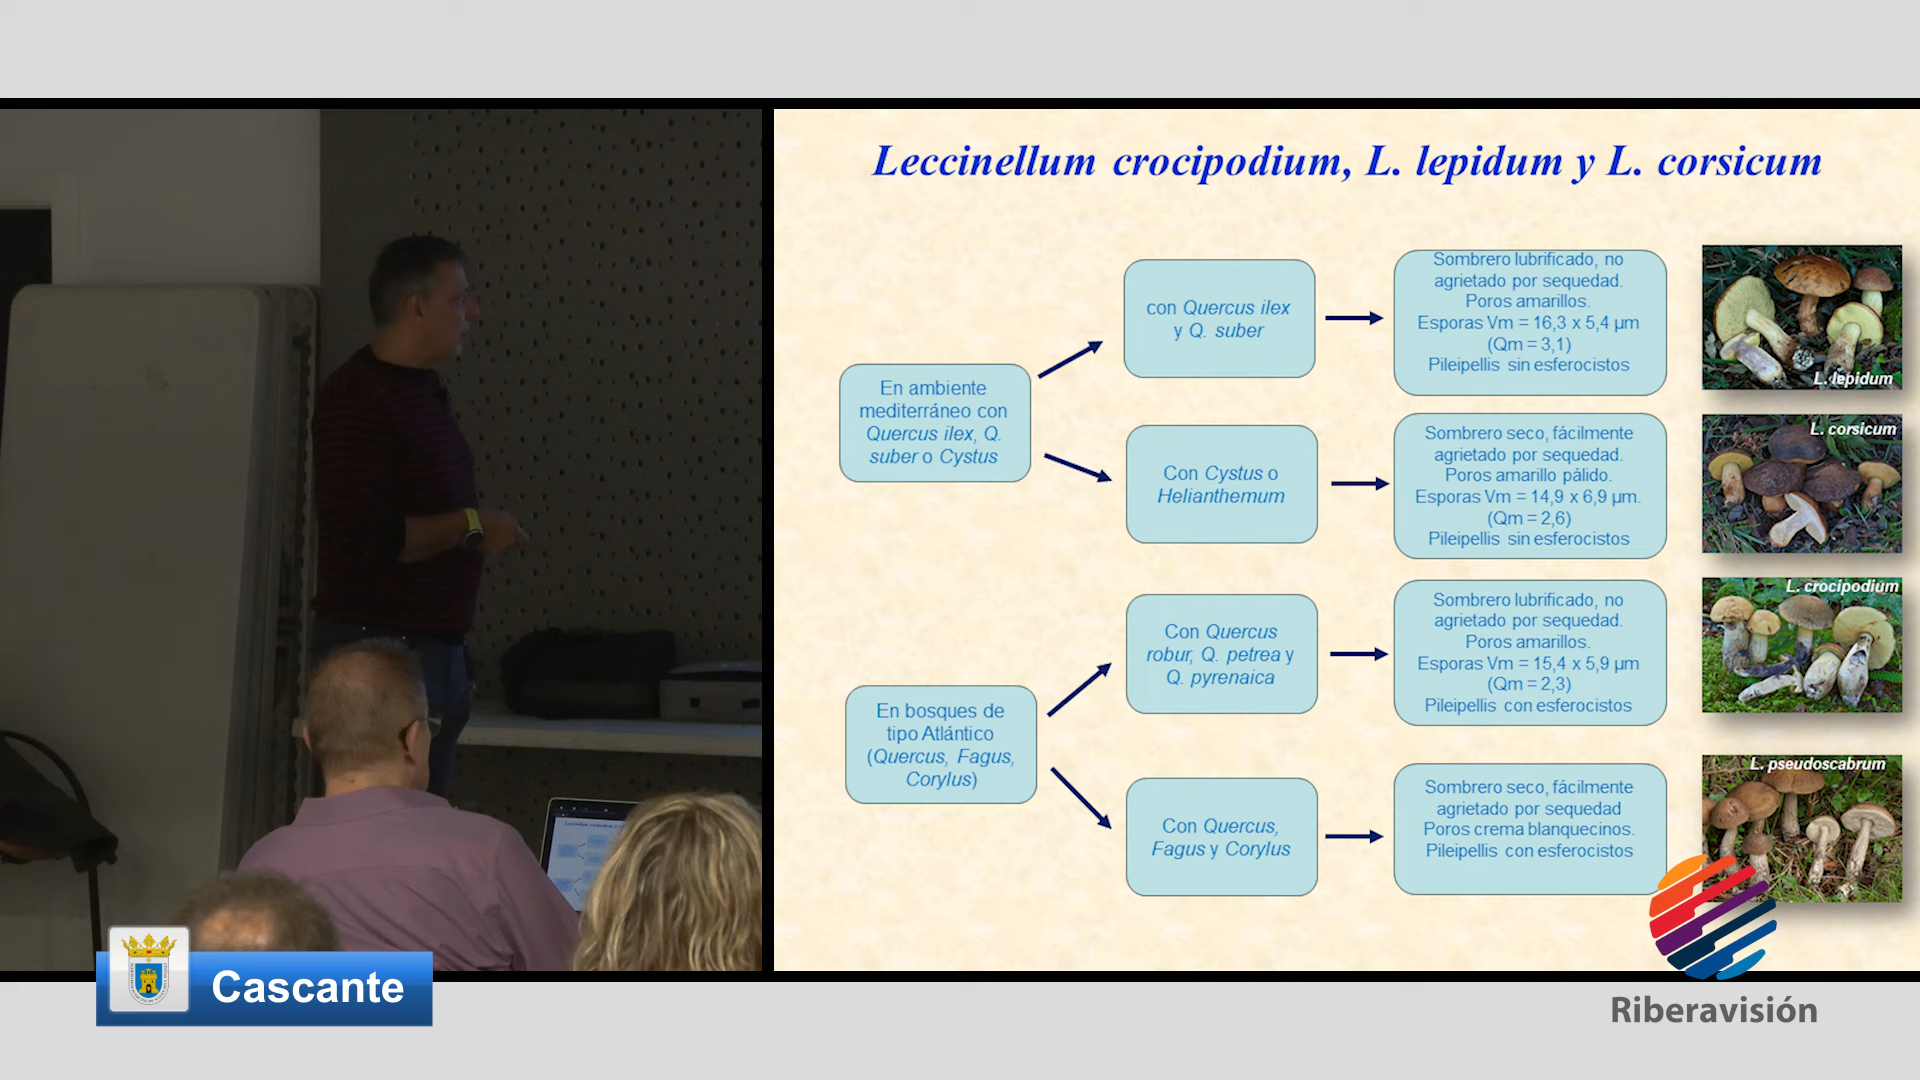 Leccinellum crocipodium, L. lepidum y L. corsicum
En ambiente
mediterráneo con
Quercus ilex, Q.
suber o Cystus
con Quercus ilex
y Q. suber
Sombrero lubrificado, no
agrietado por sequedad.
Poros amarillos.
Esporas Vm = 16,3 x 5,4 µm
(Qm = 3,1)
Pileipellis sin esferocistos
L. lepidum
Con Cystus o
Helianthemum
Sombrero seco, fácilmente
agrietado por sequedad.
Poros amarillo pálido.
Esporas Vm = 14,9 x 6,9 µm.
(Qm = 2,6)
Pileipellis sin esferocistos
L. corsicum
En bosques de
tipo Atlántico
(Quercus, Fagus,
Corylus)
Con Quercus
robur, Q. petrea y
Q. pyrenaica
Sombrero lubrificado, no
agrietado por sequedad.
Poros amarillos.
Esporas Vm = 15,4 x 5,9 µm
(Qm = 2,3)
Pileipellis con esferocistos
L. crocipodium
Con Quercus,
Fagus y Corylus
Sombrero seco, fácilmente
agrietado por sequedad
Poros crema blanquecinos.
Pileipellis con esferocistos
L. pseudoscabrum
Cascante
Riberavisión